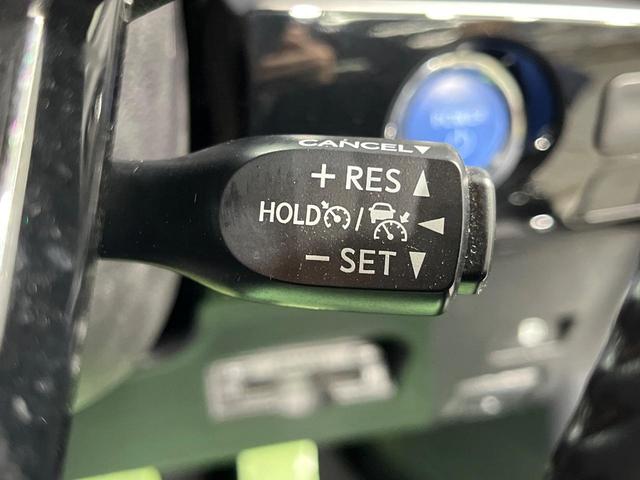 CANCEL▼
+ RES ▲
HOLD / ◀
− SET ▼